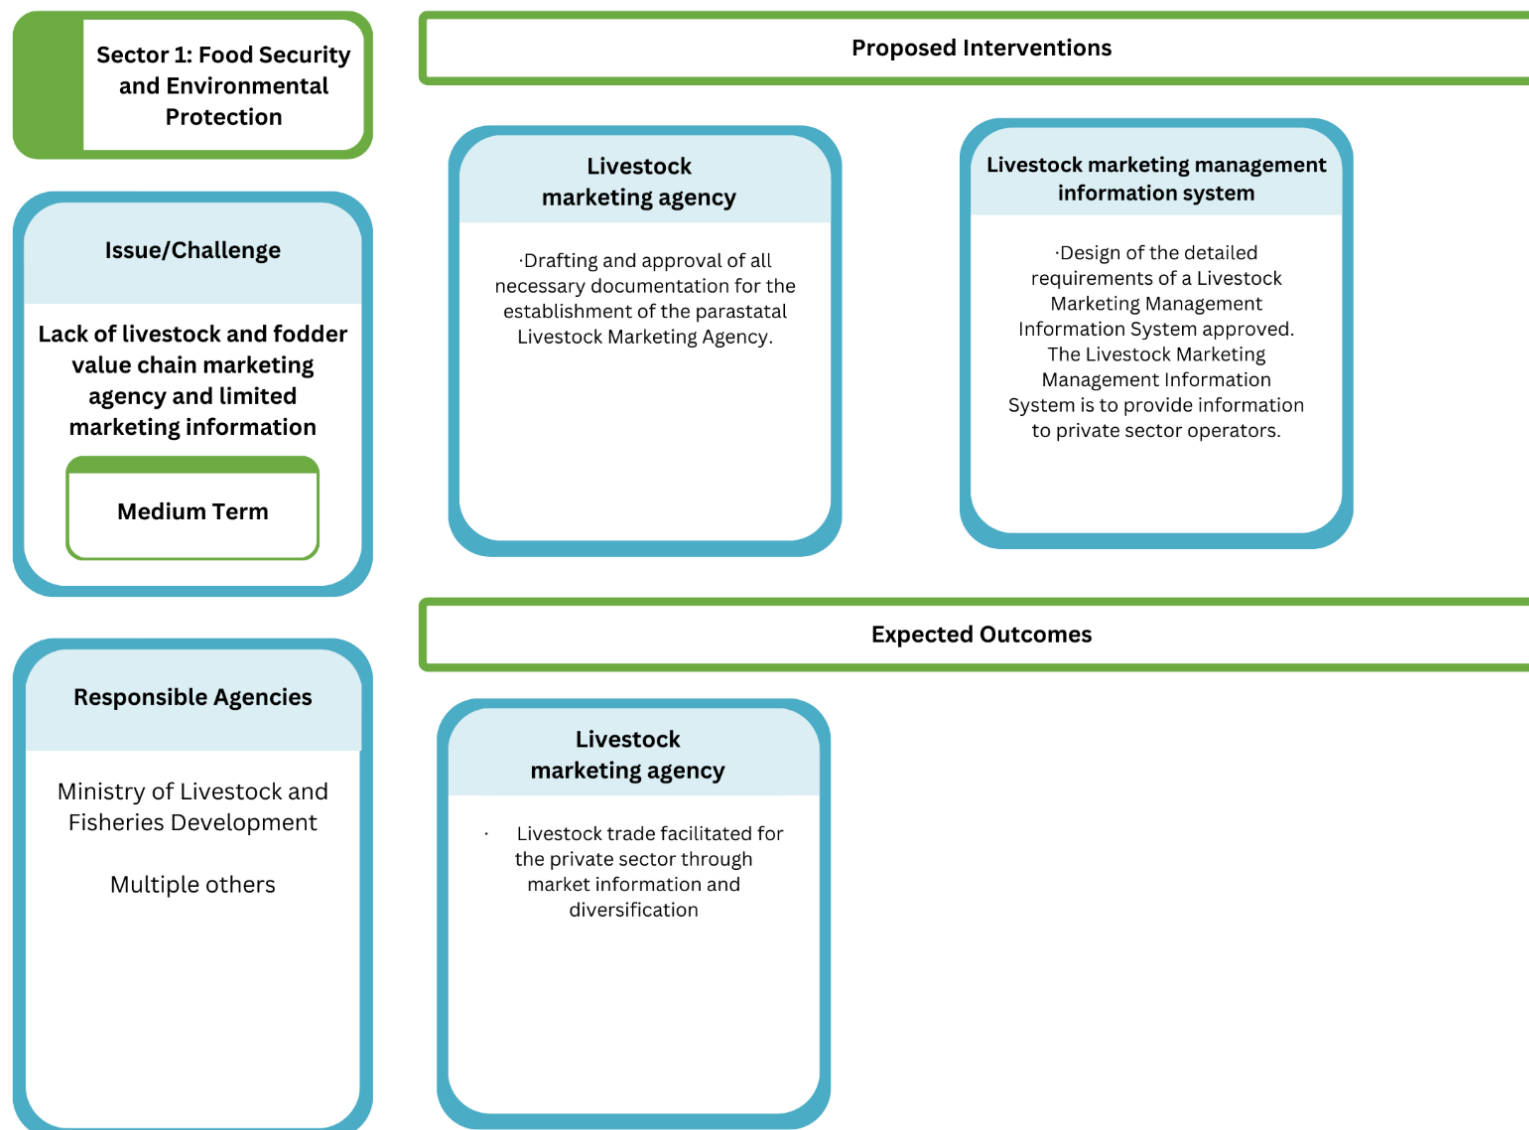 Sector 1: Food Security
and Environmental
Protection
Issue/Challenge
Lack of livestock and fodder
value chain marketing
agency and limited
marketing information
Medium Term
Responsible Agencies
Ministry of Livestock and
Fisheries Development
Multiple others
Proposed Interventions
Livestock
marketing agency
·Drafting and approval of all
necessary documentation for the
establishment of the parastatal
Livestock Marketing Agency.
Livestock marketing management
information system
·Design of the detailed
requirements of a Livestock
Marketing Management
Information System approved.
The Livestock Marketing
Management Information
System is to provide information
to private sector operators.
Expected Outcomes
Livestock
marketing agency
· Livestock trade facilitated for
the private sector through
market information and
diversification